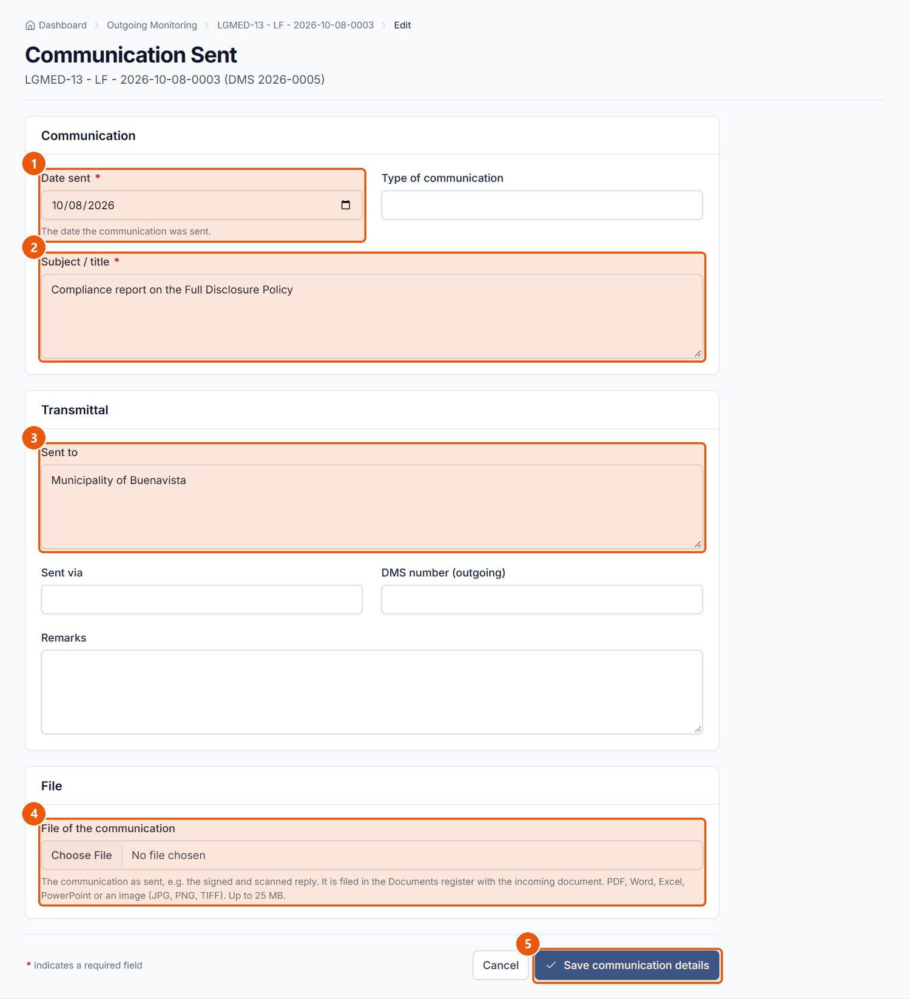 Dashboard > Outgoing Monitoring > LGMED-13 - LF - 2026-10-08-0003 > Edit
Communication Sent
LGMED-13 - LF - 2026-10-08-0003 (DMS 2026-0005)
Communication
1
Date sent *
Type of communication
10/08/2026
The date the communication was sent.
2
Subject / title *
Compliance report on the Full Disclosure Policy
Transmittal
3
Sent to
Municipality of Buenavista
Sent via
DMS number (outgoing)
Remarks
File
4
File of the communication
Choose File No file chosen
The communication as sent, e.g. the signed and scanned reply. It is filed in the Documents register with the incoming document. PDF, Word, Excel,
PowerPoint or an image (JPG, PNG, TIFF). Up to 25 MB.
5
* indicates a required field
Cancel
Save communication details